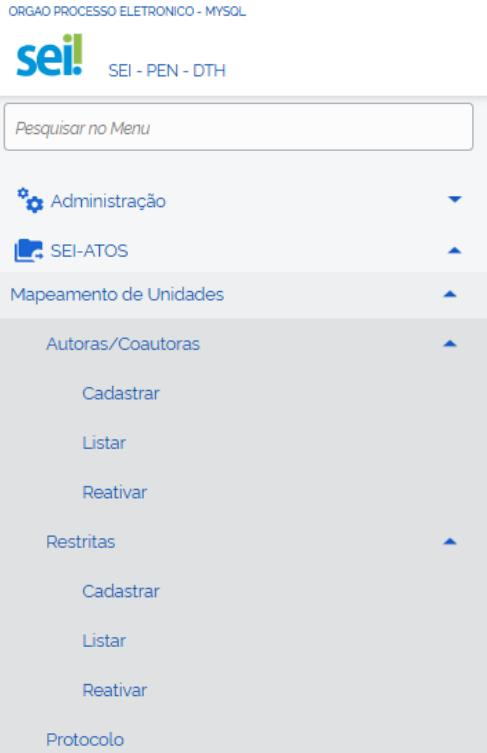 ORGAO PROCESSO ELETRONICO - MYSQL
sei!
SEI - PEN - DTH
Pesquisar no Menu
Administração
SEI-ATOS
Mapeamento de Unidades
Autoras/Coautoras
Cadastrar
Listar
Reativar
Restritas
Cadastrar
Listar
Reativar
Protocolo